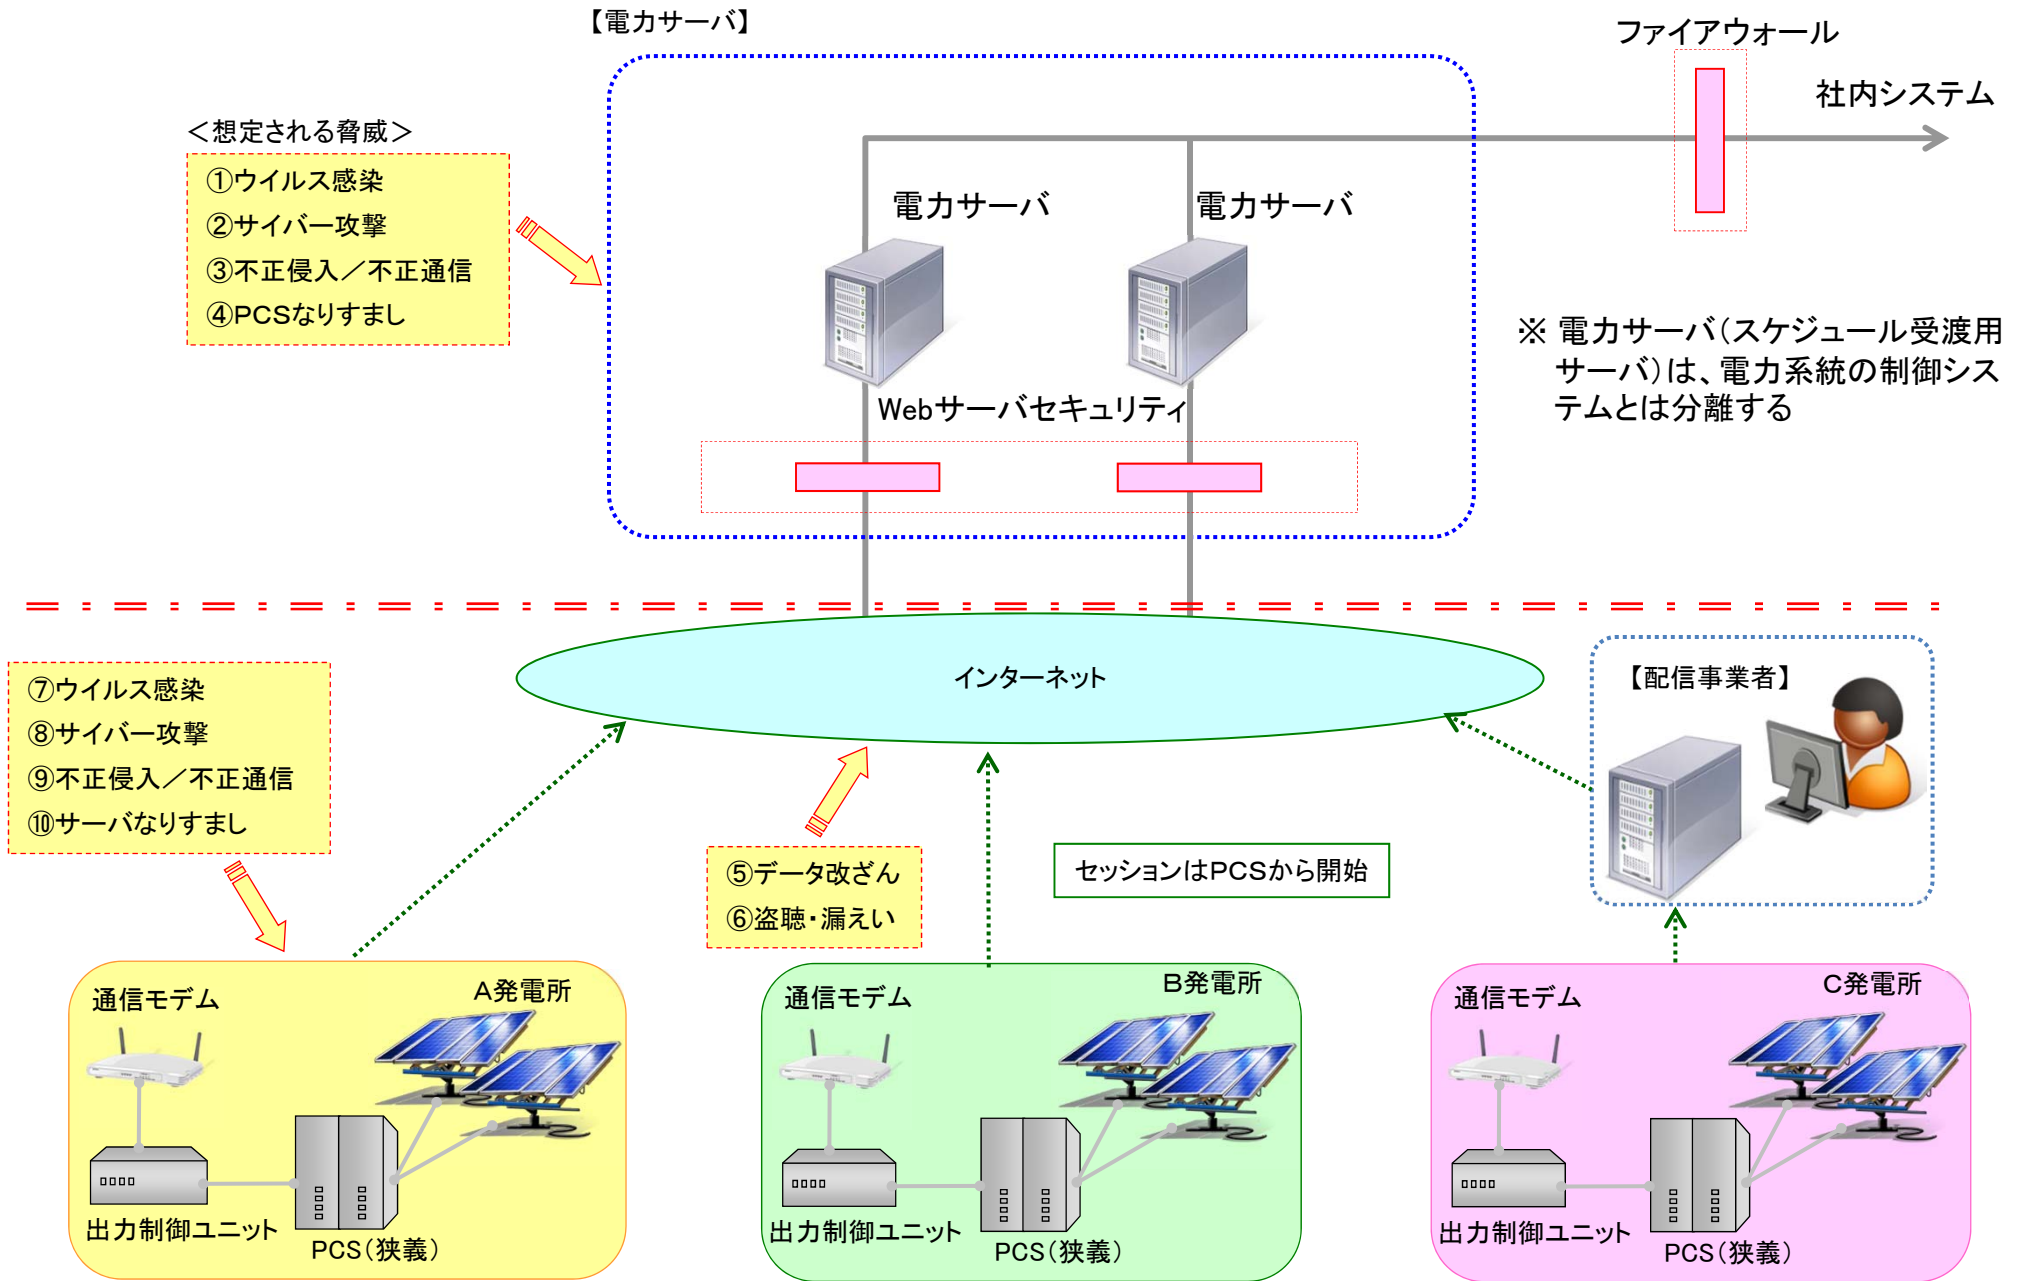 【電力サーバ】
ファイアウォール
社内システム
＜想定される脅威＞
①ウイルス感染
②サイバー攻撃
③不正侵入／不正通信
④ＰＣＳなりすまし
電力サーバ
電力サーバ
Webサーバセキュリティ
※ 電力サーバ（スケジュール受渡用
サーバ）は、電力系統の制御シス
テムとは分離する
インターネット
【配信事業者】
⑦ウイルス感染
⑧サイバー攻撃
⑨不正侵入／不正通信
⑩サーバなりすまし
⑤データ改ざん
⑥盗聴・漏えい
セッションはＰＣＳから開始
通信モデム
Ａ発電所
出力制御ユニット
PCS（狭義）
通信モデム
Ｂ発電所
出力制御ユニット
PCS（狭義）
通信モデム
Ｃ発電所
出力制御ユニット
PCS（狭義）